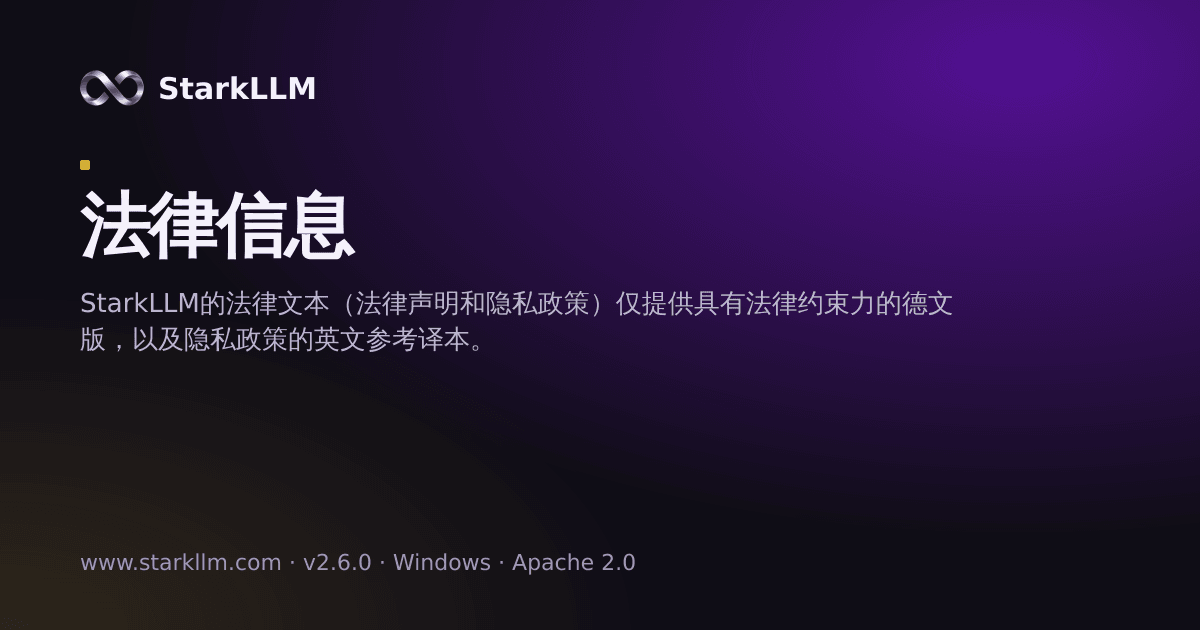 StarkLLM
法律信息
StarkLLM的法律文本（法律声明和隐私政策）仅提供具有法律约束力的德文
版，以及隐私政策的英文参考译本。
www.starkllm.com · v2.6.0 · Windows · Apache 2.0